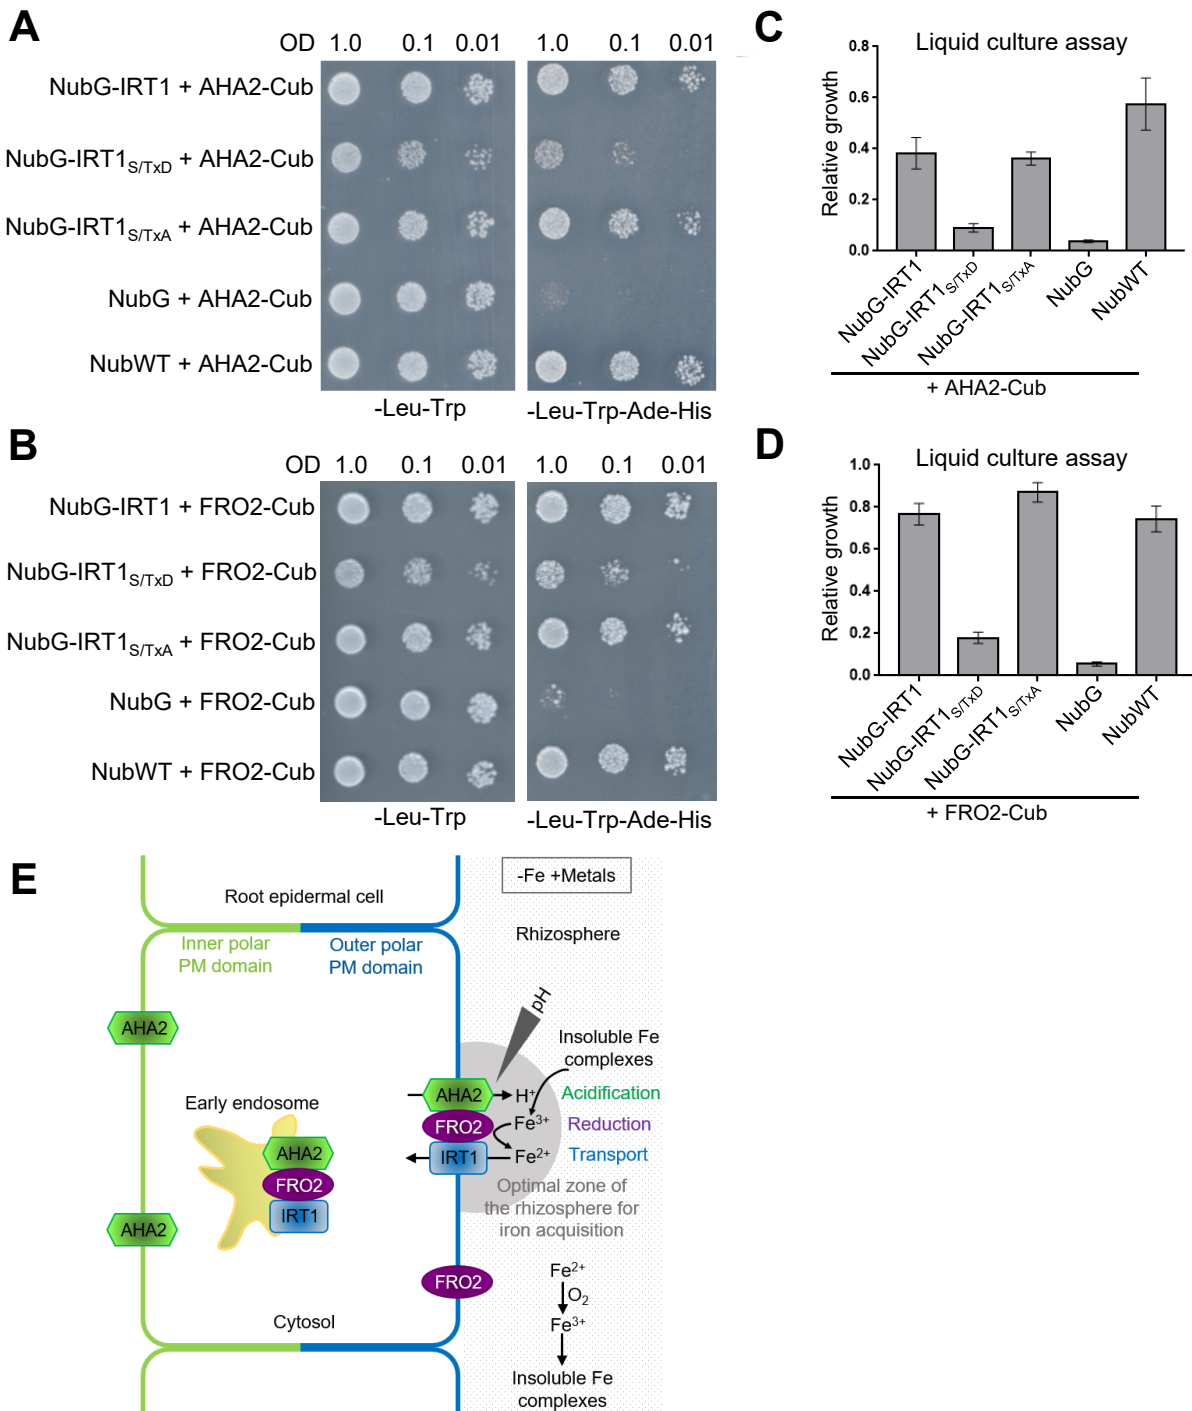 A
OD 1.0 0.1 0.01 1.0 0.1 0.01
NubG-IRT1 + AHA2-Cub
NubG-IRT1S/TxD + AHA2-Cub
NubG-IRT1S/TxA + AHA2-Cub
NubG + AHA2-Cub
NubWT + AHA2-Cub
-Leu-Trp
-Leu-Trp-Ade-His
B
OD 1.0 0.1 0.01 1.0 0.1 0.01
NubG-IRT1 + FRO2-Cub
NubG-IRT1S/TxD + FRO2-Cub
NubG-IRT1S/TxA + FRO2-Cub
NubG + FRO2-Cub
NubWT + FRO2-Cub
-Leu-Trp
-Leu-Trp-Ade-His
C
Liquid culture assay
Relative growth
0.8
0.6
0.4
0.2
0.0
NubG-IRT1
NubG-IRT1S/TxD
NubG-IRT1S/TxA
NubG
NubWT
+ AHA2-Cub
D
Liquid culture assay
Relative growth
1.0
0.8
0.6
0.4
0.2
0.0
NubG-IRT1
NubG-IRT1S/TxD
NubG-IRT1S/TxA
NubG
NubWT
+ FRO2-Cub
E
-Fe +Metals
Root epidermal cell
Rhizosphere
Inner polar
PM domain
Outer polar
PM domain
AHA2
pH
Insoluble Fe
complexes
AHA2
H+
Acidification
FRO2
Fe3+
Reduction
IRT1
Fe2+
Transport
Optimal zone of
the rhizosphere for
iron acquisition
Early endosome
AHA2
FRO2
IRT1
AHA2
FRO2
Fe2+
O2
Fe3+
Insoluble Fe
complexes
Cytosol